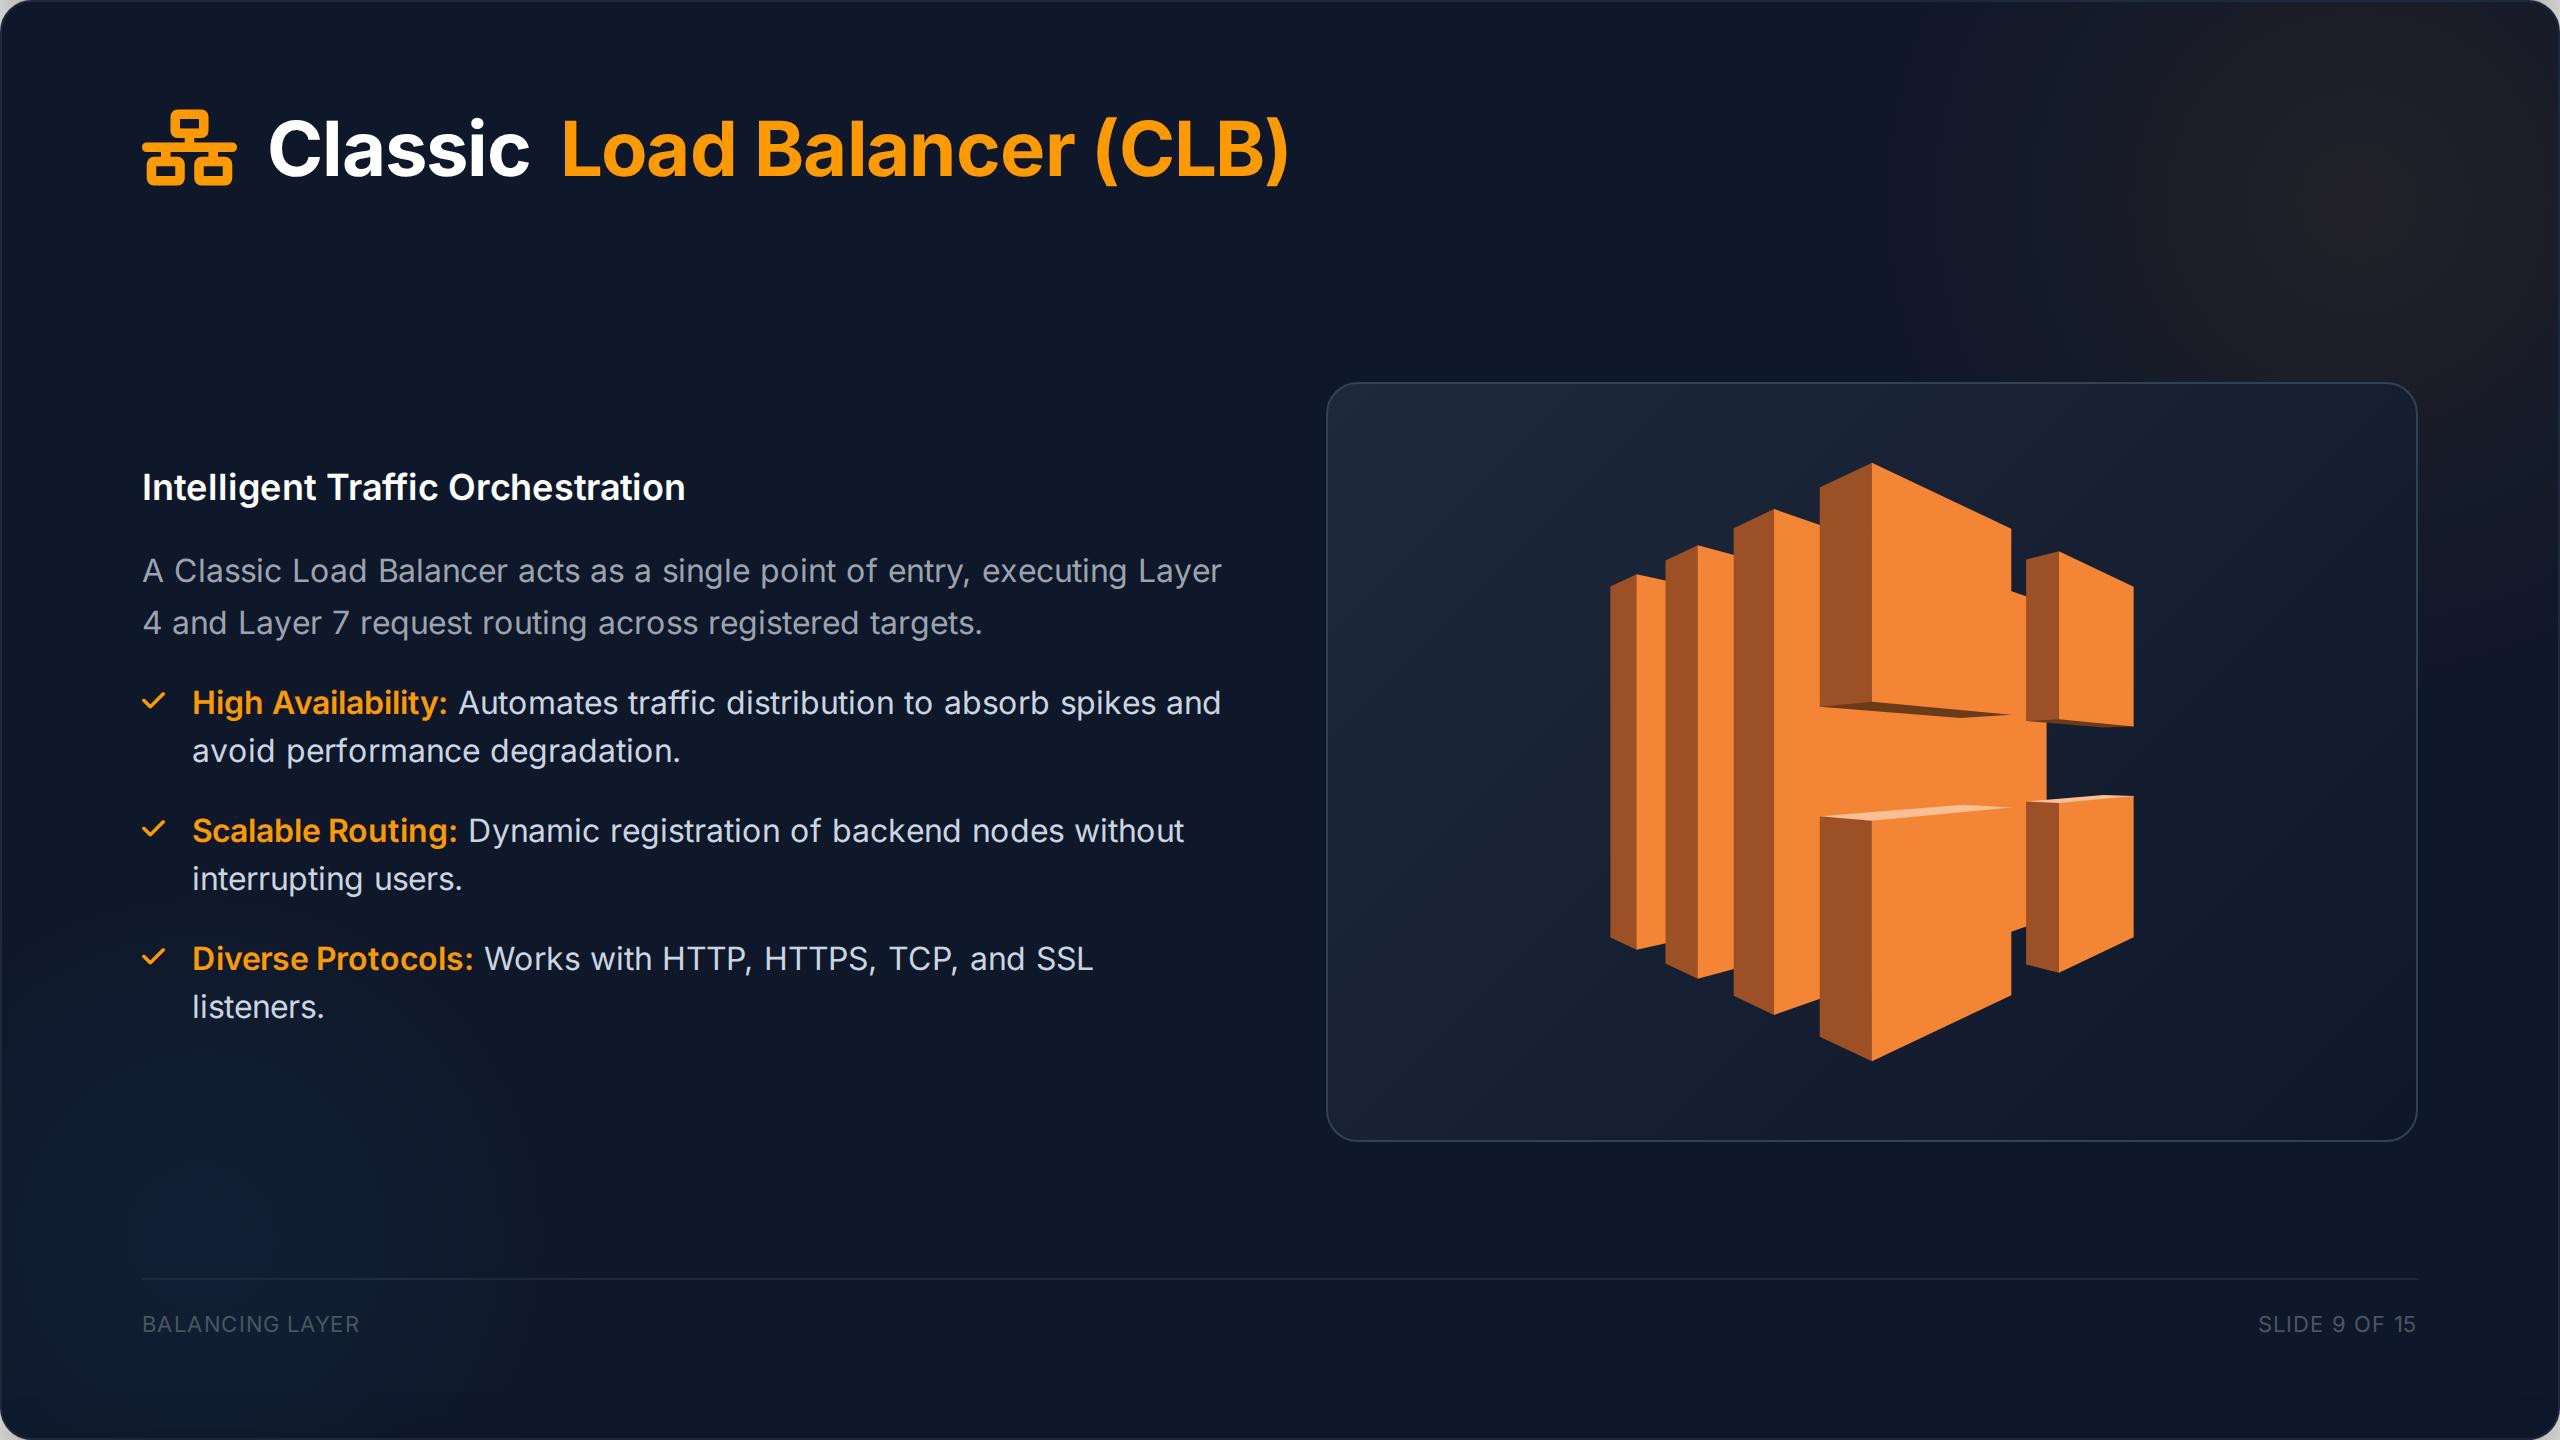 Classic Load Balancer (CLB)
Intelligent Traffic Orchestration
A Classic Load Balancer acts as a single point of entry, executing Layer
4 and Layer 7 request routing across registered targets.
High Availability: Automates traffic distribution to absorb spikes and
avoid performance degradation.
Scalable Routing: Dynamic registration of backend nodes without
interrupting users.
Diverse Protocols: Works with HTTP, HTTPS, TCP, and SSL
listeners.
BALANCING LAYER
SLIDE 9 OF 15